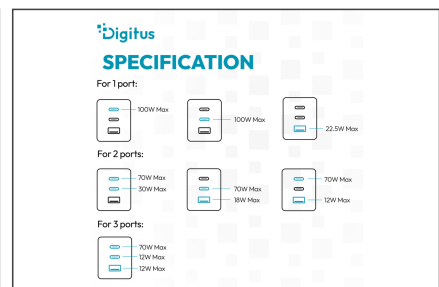 Digitus
SPECIFICATION
For 1 port:
100W Max
100W Max
22.5W Max
For 2 ports:
70W Max
30W Max
70W Max
18W Max
70W Max
12W Max
For 3 ports:
70W Max
12W Max
12W Max